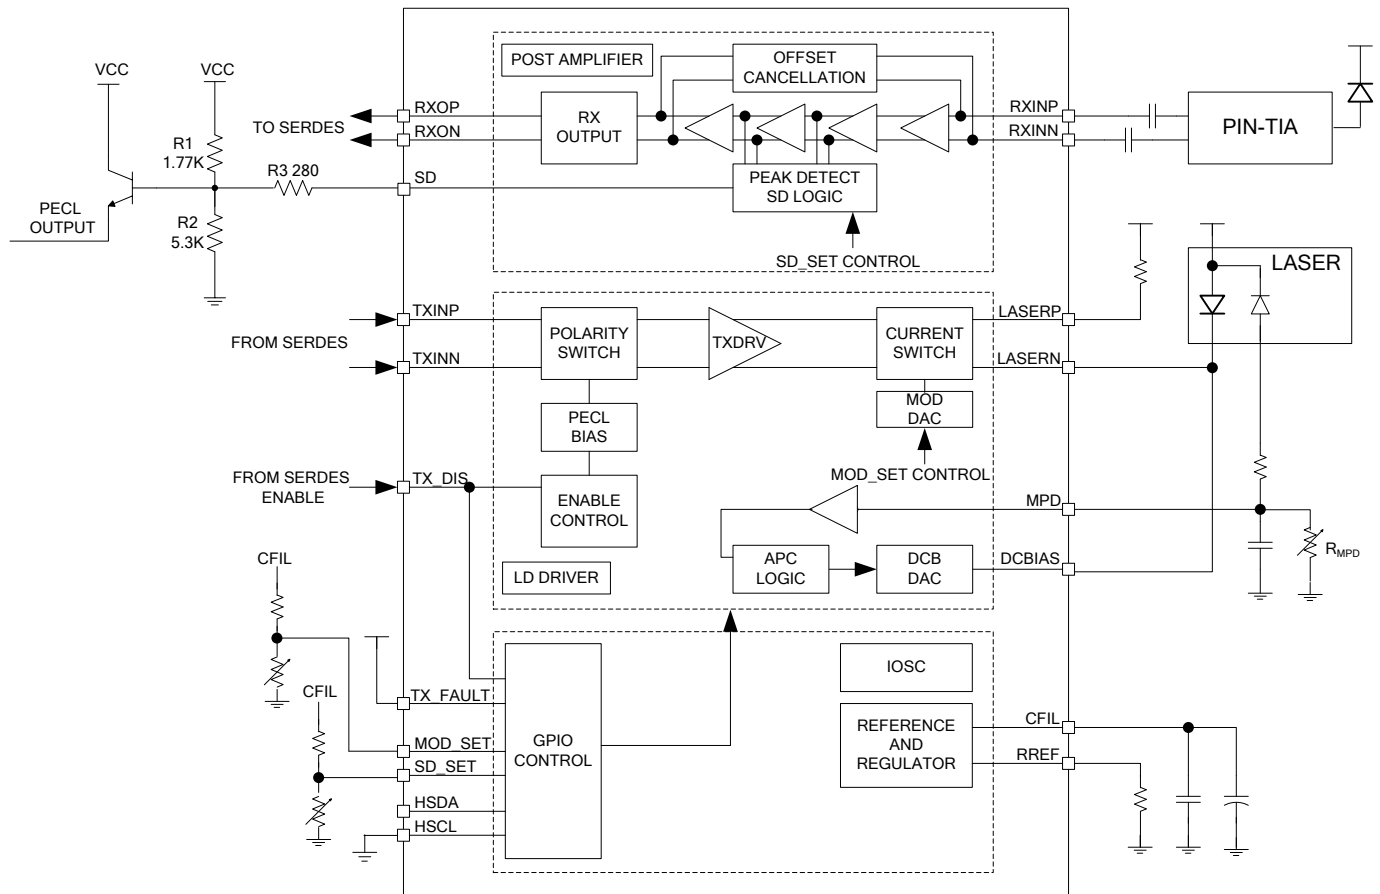 VCC
VCC
R1
1.77K
R3 280
R2
5.3K
PECL
OUTPUT
TO SERDES
RXOP
RXON
SD
POST AMPLIFIER
RX
OUTPUT
OFFSET
CANCELLATION
PEAK DETECT
SD LOGIC
SD_SET CONTROL
RXINP
RXINN
PIN-TIA
FROM SERDES
TXINP
TXINN
POLARITY
SWITCH
TXDRV
CURRENT
SWITCH
LASERP
LASERN
LASER
PECL
BIAS
MOD
DAC
MOD_SET CONTROL
FROM SERDES
ENABLE
TX_DIS
ENABLE
CONTROL
LD DRIVER
APC
LOGIC
DCB
DAC
MPD
DCBIAS
RMPD
CFIL
CFIL
TX_FAULT
MOD_SET
SD_SET
HSDA
HSCL
GPIO
CONTROL
IOSC
REFERENCE
AND
REGULATOR
CFIL
RREF